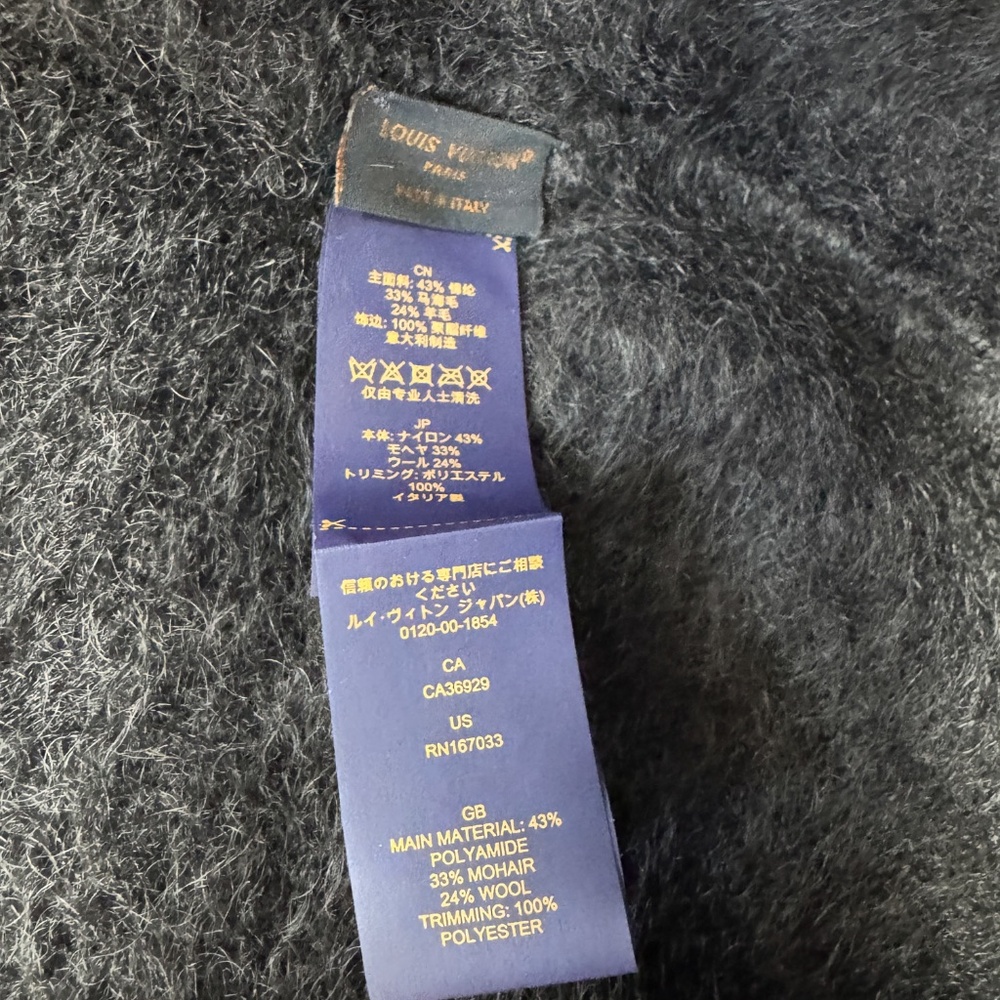 LOUIS VUITTON
PARIS
MADE IN ITALY
CN
主面料: 43% 锦纶
33% 马海毛
24% 羊毛
饰边: 100% 聚酯纤维
意大利制造
仅由专业人士清洗
JP
本体: ナイロン 43%
モヘヤ 33%
ウール 24%
トリミング: ポリエステル
100%
イタリア製
信頼のおける専門店にご相談
ください
ルイ・ヴィトン ジャパン(株)
0120-00-1854
CA
CA36929
US
RN167033
GB
MAIN MATERIAL: 43%
POLYAMIDE
33% MOHAIR
24% WOOL
TRIMMING: 100%
POLYESTER